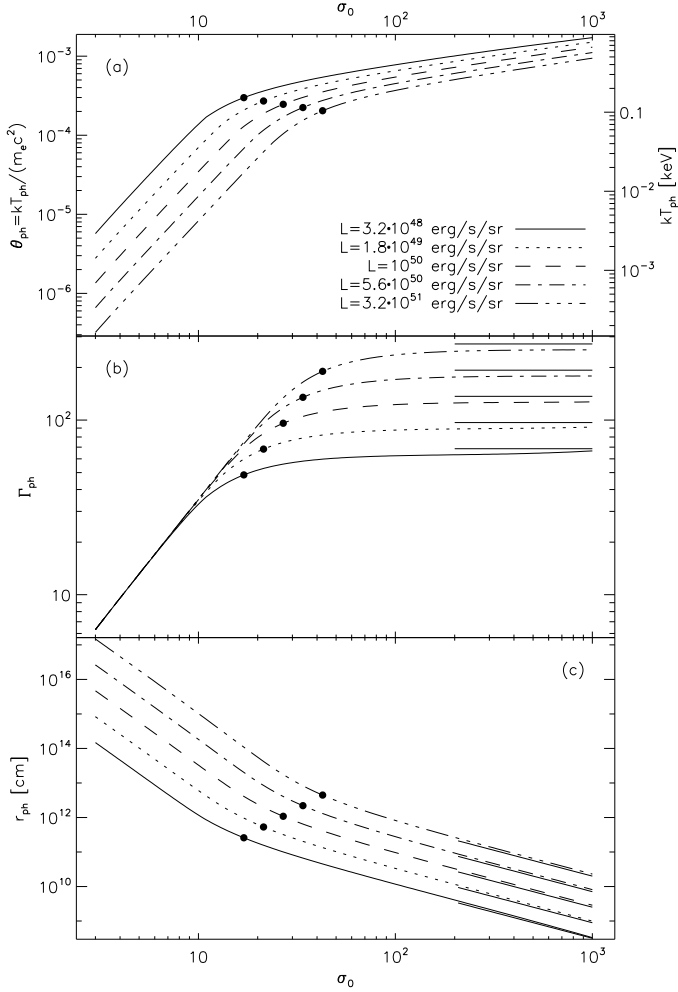 σ₀
10 10² 10³
(a)
10⁻³
10⁻⁴
10⁻⁵
10⁻⁶
θ_ph=kT_ph/(m_e c²)
0.1
10⁻²
10⁻³
kT_ph [keV]
L=3.2•10⁴⁸ erg/s/sr
L=1.8•10⁴⁹ erg/s/sr
L=10⁵⁰ erg/s/sr
L=5.6•10⁵⁰ erg/s/sr
L=3.2•10⁵¹ erg/s/sr
(b)
10²
10
Γ_ph
(c)
10¹⁶
10¹⁴
10¹²
10¹⁰
r_ph [cm]
10 10² 10³
σ₀